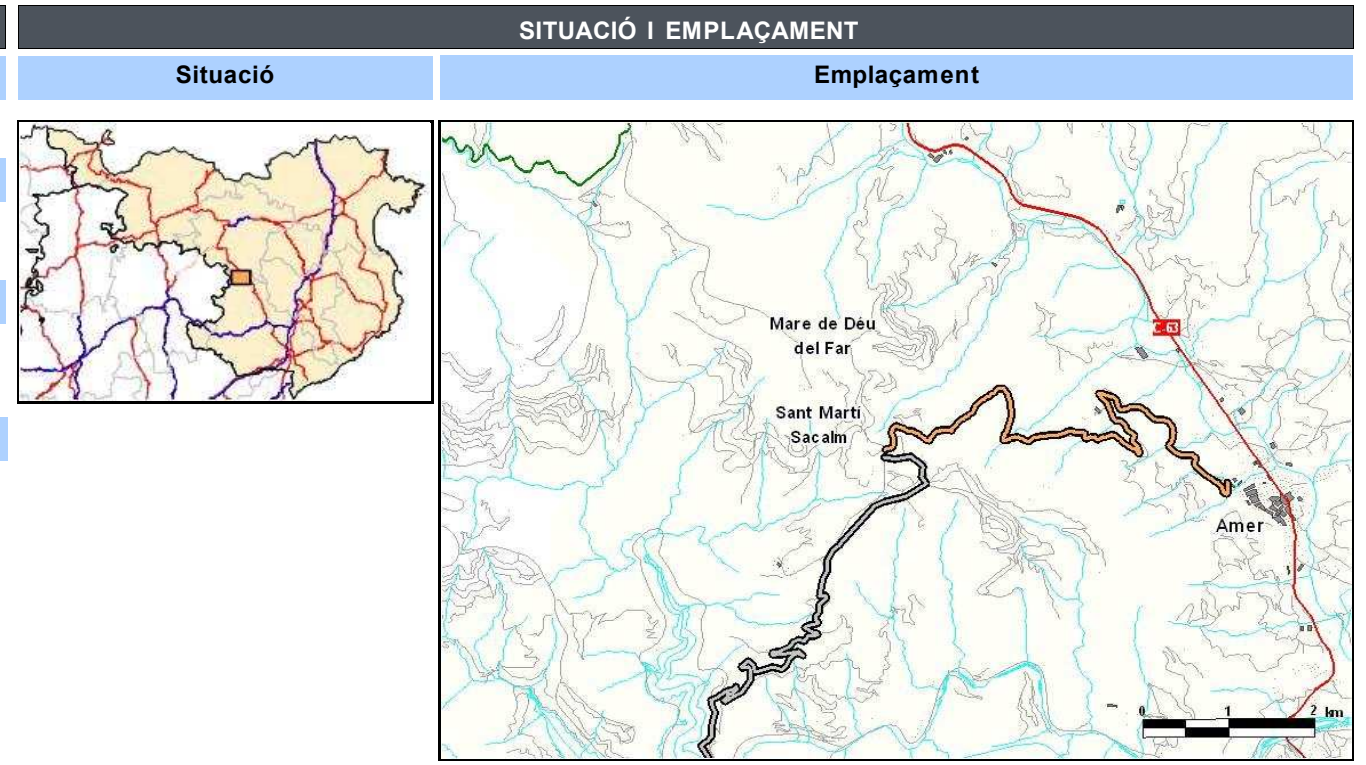 SITUACIÓ I EMPLAÇAMENT
Situació
Emplaçament
C-63
Mare de Déu
del Far
Sant Martí
Sacalm
Amer
0 1 2 km